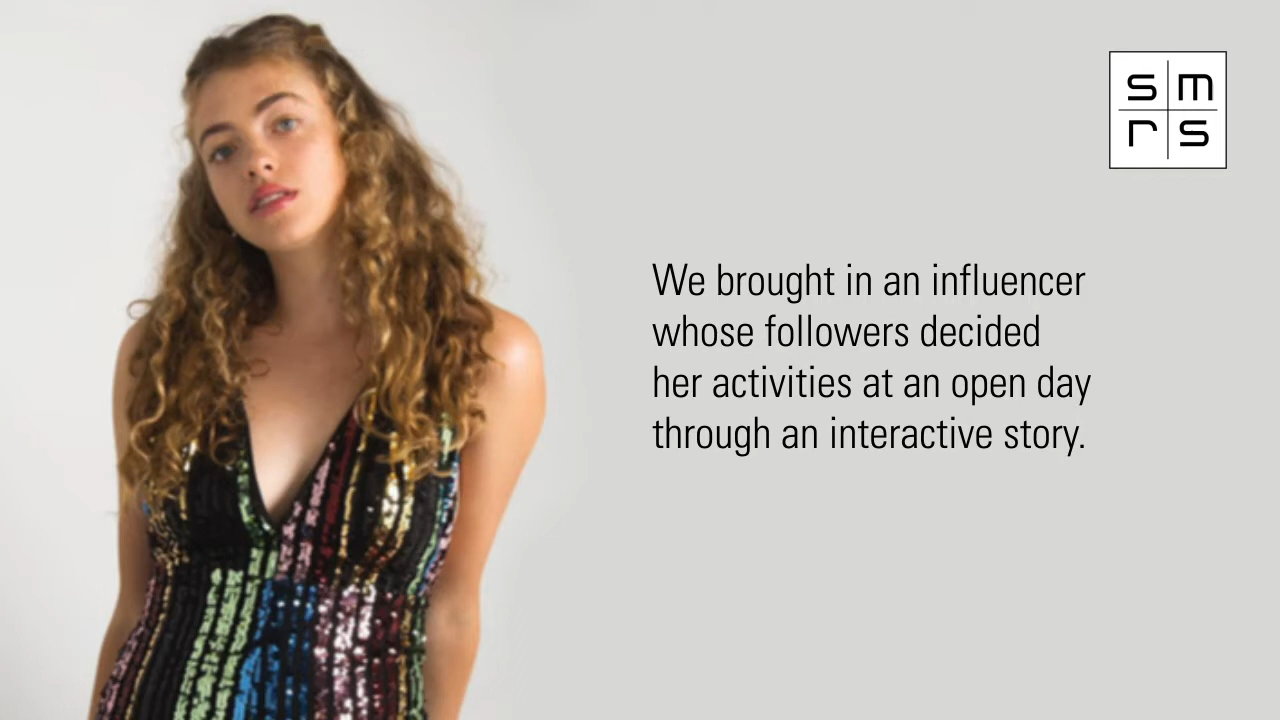 s m
r s
We brought in an influencer
whose followers decided
her activities at an open day
through an interactive story.